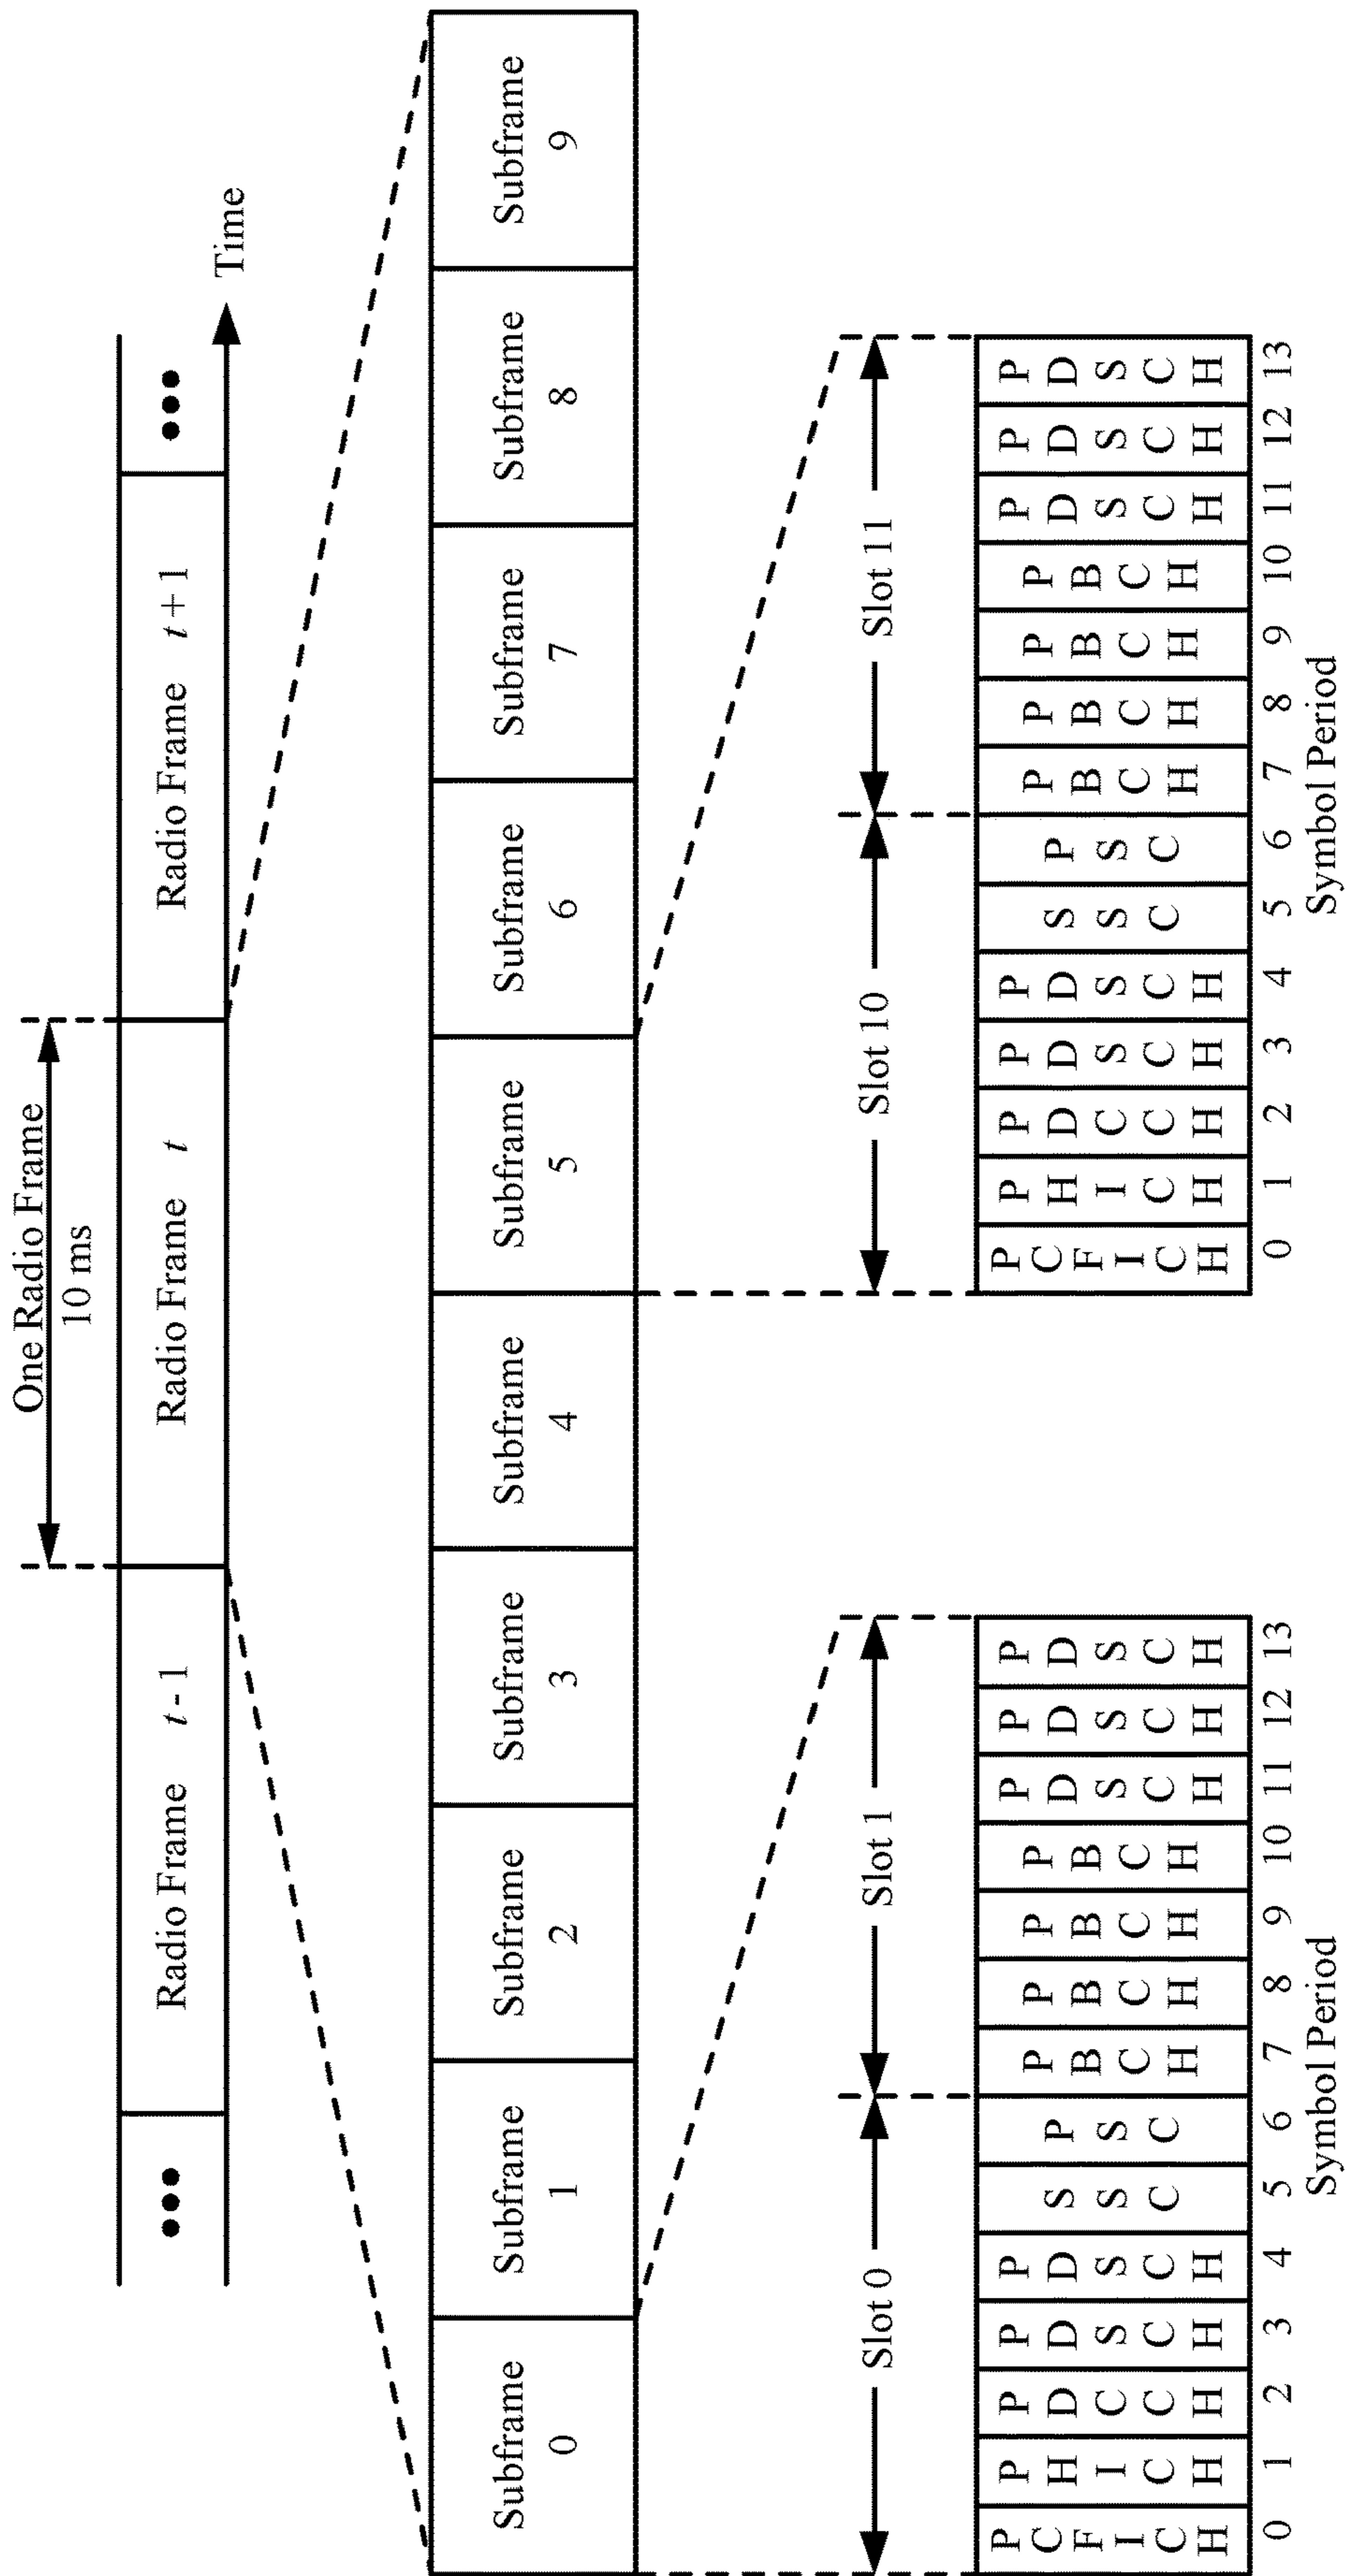 One Radio Frame
10 ms
••• Radio Frame t - 1 Radio Frame t Radio Frame t + 1 •••
Time
Subframe 0 Subframe 1 Subframe 2 Subframe 3 Subframe 4 Subframe 5 Subframe 6 Subframe 7 Subframe 8 Subframe 9
Slot 0 Slot 1 Slot 10 Slot 11
PCFICH PHICH PDCCH PDSCH PDSCH SSC PSC PBCH PBCH PBCH PBCH PDSCH PDSCH PDSCH
0 1 2 3 4 5 6 7 8 9 10 11 12 13
Symbol Period
PCFICH PHICH PDCCH PDSCH PDSCH SSC PSC PBCH PBCH PBCH PBCH PDSCH PDSCH PDSCH
0 1 2 3 4 5 6 7 8 9 10 11 12 13
Symbol Period